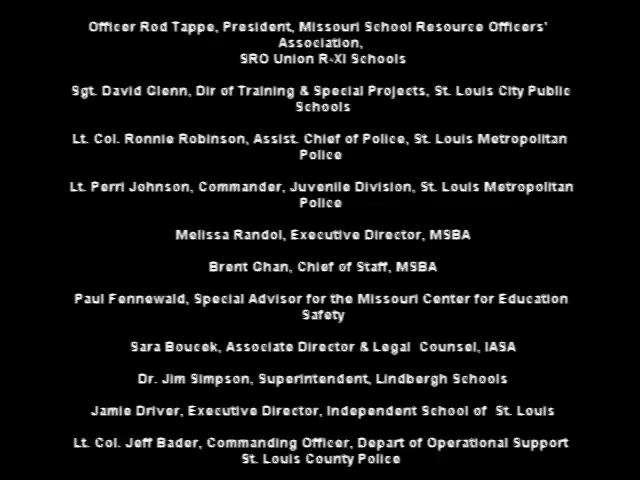 Officer Rod Tappe, President, Missouri School Resource Officers'
Association,
SRO Union R-XI Schools
Sgt. David Glenn, Dir of Training & Special Projects, St. Louis City Public
Schools
Lt. Col. Ronnie Robinson, Assist. Chief of Police, St. Louis Metropolitan
Police
Lt. Perri Johnson, Commander, Juvenile Division, St. Louis Metropolitan
Police
Melissa Randol, Executive Director, MSBA
Brent Ghan, Chief of Staff, MSBA
Paul Fennewald, Special Advisor for the Missouri Center for Education
Safety
Sara Boucek, Associate Director & Legal Counsel, IASA
Dr. Jim Simpson, Superintendent, Lindbergh Schools
Jamie Driver, Executive Director, Independent School of St. Louis
Lt. Col. Jeff Bader, Commanding Officer, Depart of Operational Support
St. Louis County Police